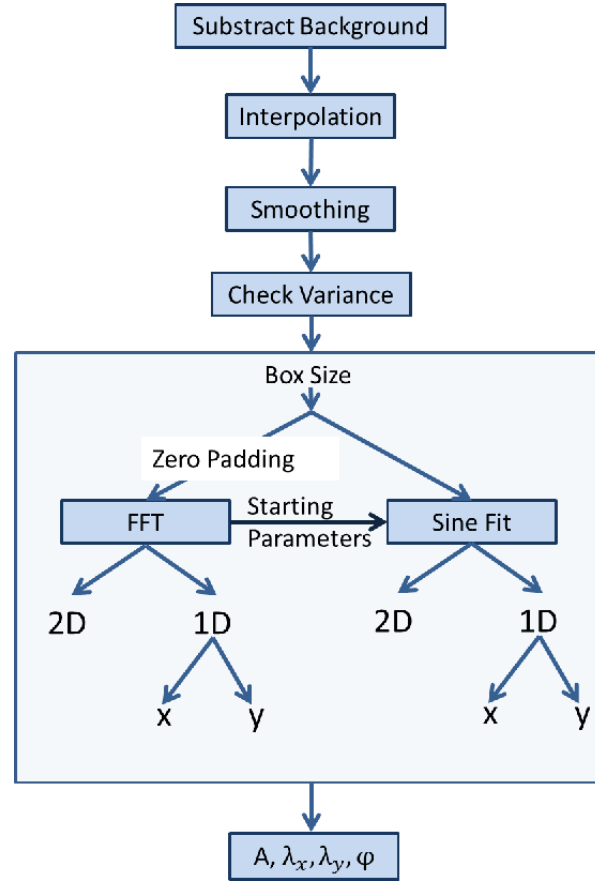 Substract Background
Interpolation
Smoothing
Check Variance
Box Size
Zero Padding
FFT
Starting
Parameters
Sine Fit
2D
1D
2D
1D
x
y
x
y
A, λₓ, λᵧ, φ